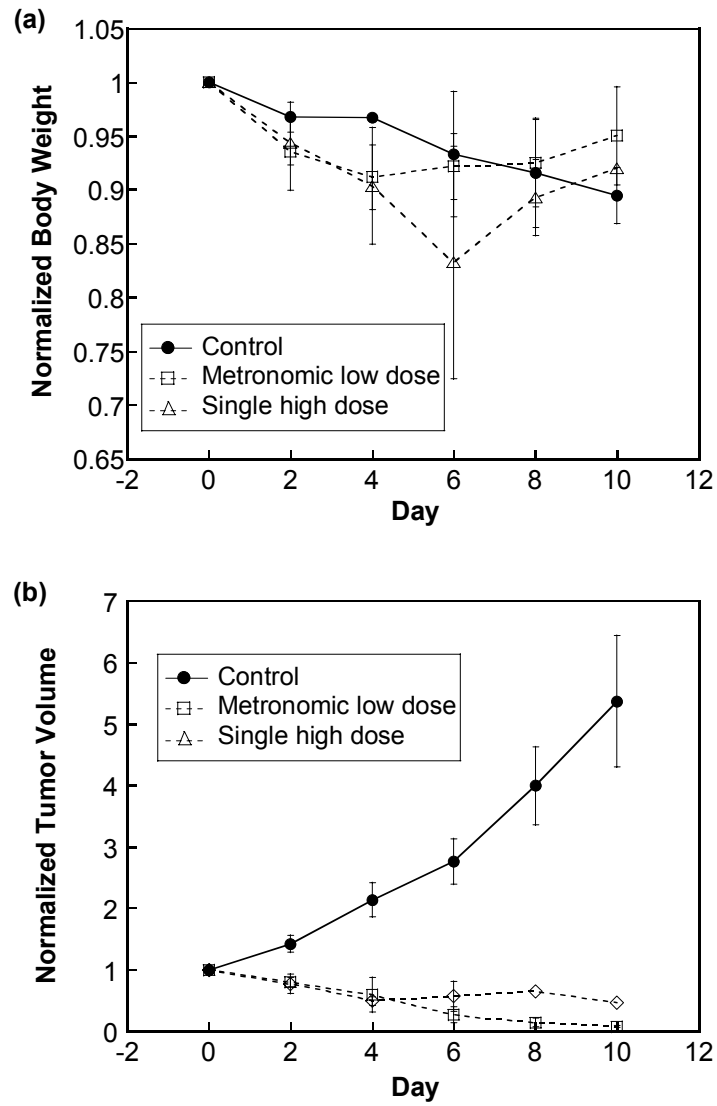 (a)
Normalized Body Weight
1.05
1
0.95
0.9
0.85
0.8
0.75
0.7
0.65
Control
Metronomic low dose
Single high dose
-2 0 2 4 6 8 10 12
Day
(b)
Normalized Tumor Volume
7
6
5
4
3
2
1
0
Control
Metronomic low dose
Single high dose
-2 0 2 4 6 8 10 12
Day